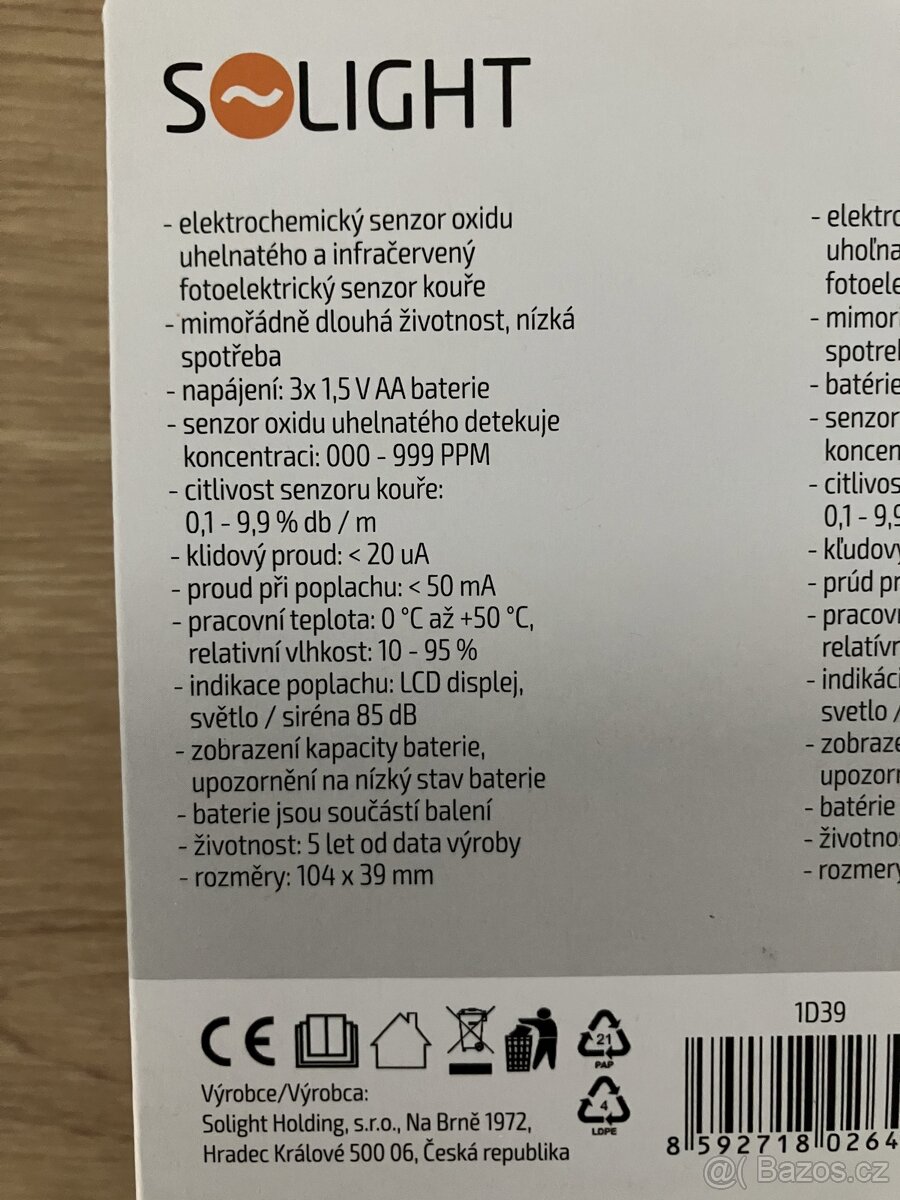 SOLIGHT
- elektrochemický senzor oxidu
uhelnatého a infračervený
fotoelektrický senzor kouře
- mimořádně dlouhá životnost, nízká
spotřeba
- napájení: 3x 1,5 V AA baterie
- senzor oxidu uhelnatého detekuje
koncentraci: 000 - 999 PPM
- citlivost senzoru kouře:
0,1 - 9,9 % db / m
- klidový proud: < 20 uA
- proud při poplachu: < 50 mA
- pracovní teplota: 0 °C až +50 °C,
relativní vlhkost: 10 - 95 %
- indikace poplachu: LCD displej,
světlo / siréna 85 dB
- zobrazení kapacity baterie,
upozornění na nízký stav baterie
- baterie jsou součástí balení
- životnost: 5 let od data výroby
- rozměry: 104 x 39 mm
- elektro
uhoľna
fotoele
- mimor
spotreb
- batérie
- senzor
koncen
- citlivos
0,1 - 9,9
- kľudový
- prúd pr
- pracovn
relatívn
- indikáci
svetlo /
- zobraze
upozorn
- batérie
- životnos
- rozmery
CE
21
PAP
4
LDPE
Výrobce/Výrobca:
Solight Holding, s.r.o., Na Brně 1972,
Hradec Králové 500 06, Česká republika
1D39
8 592718 0264
@( Bazos.cz